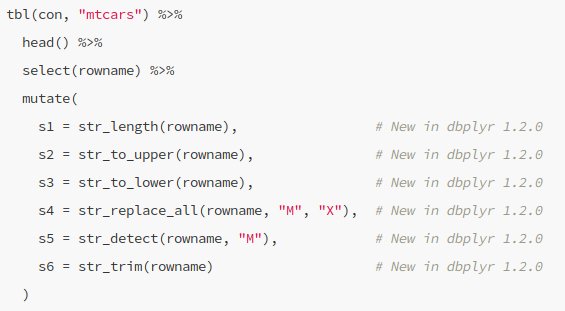 tbl(con, "mtcars") %>%
  head() %>%
  select(rowname) %>%
  mutate(
    s1 = str_length(rowname),                 # New in dbplyr 1.2.0
    s2 = str_to_upper(rowname),               # New in dbplyr 1.2.0
    s3 = str_to_lower(rowname),               # New in dbplyr 1.2.0
    s4 = str_replace_all(rowname, "M", "X"),  # New in dbplyr 1.2.0
    s5 = str_detect(rowname, "M"),            # New in dbplyr 1.2.0
    s6 = str_trim(rowname)                    # New in dbplyr 1.2.0
  )